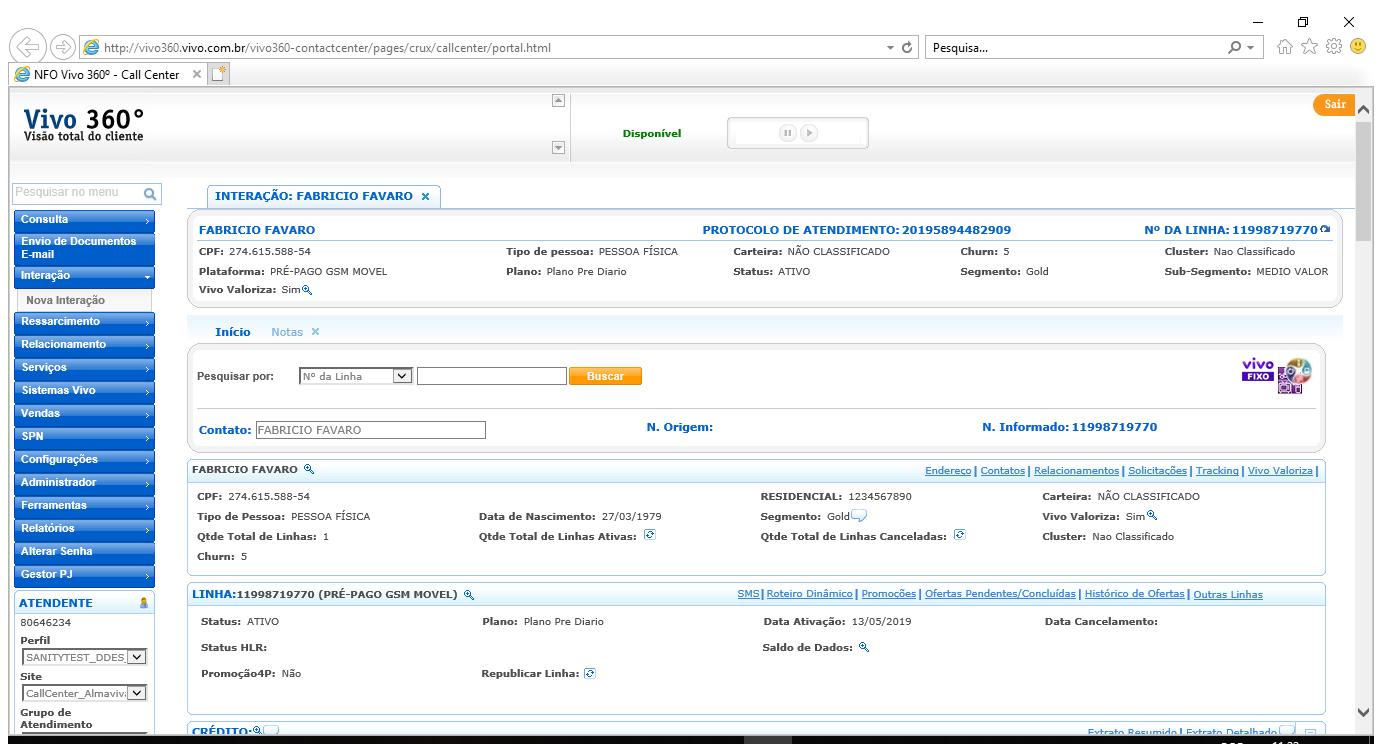 http://vivo360.vivo.com.br/vivo360-contactcenter/pages/crux/callcenter/portal.html
Pesquisa...
NFO Vivo 360º - Call Center
Vivo 360°
Visão total do cliente
Disponível
Sair
Pesquisar no menu
Consulta
Envio de Documentos
E-mail
Interação
Nova Interação
Ressarcimento
Relacionamento
Serviços
Sistemas Vivo
Vendas
SPN
Configurações
Administrador
Ferramentas
Relatórios
Alterar Senha
Gestor PJ
ATENDENTE
80646234
Perfil
SANITYTEST_DDES_
Site
CallCenter_Almaviv
Grupo de
Atendimento
INTERAÇÃO: FABRICIO FAVARO
FABRICIO FAVARO PROTOCOLO DE ATENDIMENTO: 20195894482909 Nº DA LINHA: 11998719770
CPF: 274.615.588-54 Tipo de pessoa: PESSOA FÍSICA Carteira: NÃO CLASSIFICADO Churn: 5 Cluster: Nao Classificado
Plataforma: PRÉ-PAGO GSM MOVEL Plano: Plano Pre Diario Status: ATIVO Segmento: Gold Sub-Segmento: MEDIO VALOR
Vivo Valoriza: Sim
Início Notas
Pesquisar por: Nº da Linha Buscar
vivo
FIXO
Contato: FABRICIO FAVARO N. Origem: N. Informado: 11998719770
FABRICIO FAVARO Endereço | Contatos | Relacionamentos | Solicitações | Tracking | Vivo Valoriza |
CPF: 274.615.588-54 RESIDENCIAL: 1234567890 Carteira: NÃO CLASSIFICADO
Tipo de Pessoa: PESSOA FÍSICA Data de Nascimento: 27/03/1979 Segmento: Gold Vivo Valoriza: Sim
Qtde Total de Linhas: 1 Qtde Total de Linhas Ativas: Qtde Total de Linhas Canceladas: Cluster: Nao Classificado
Churn: 5
LINHA:11998719770 (PRÉ-PAGO GSM MOVEL) SMS | Roteiro Dinâmico | Promoções | Ofertas Pendentes/Concluídas | Histórico de Ofertas | Outras Linhas
Status: ATIVO Plano: Plano Pre Diario Data Ativação: 13/05/2019 Data Cancelamento:
Status HLR: Saldo de Dados:
Promoção4P: Não Republicar Linha:
CRÉDITO: Extrato Resumido | Extrato Detalhado